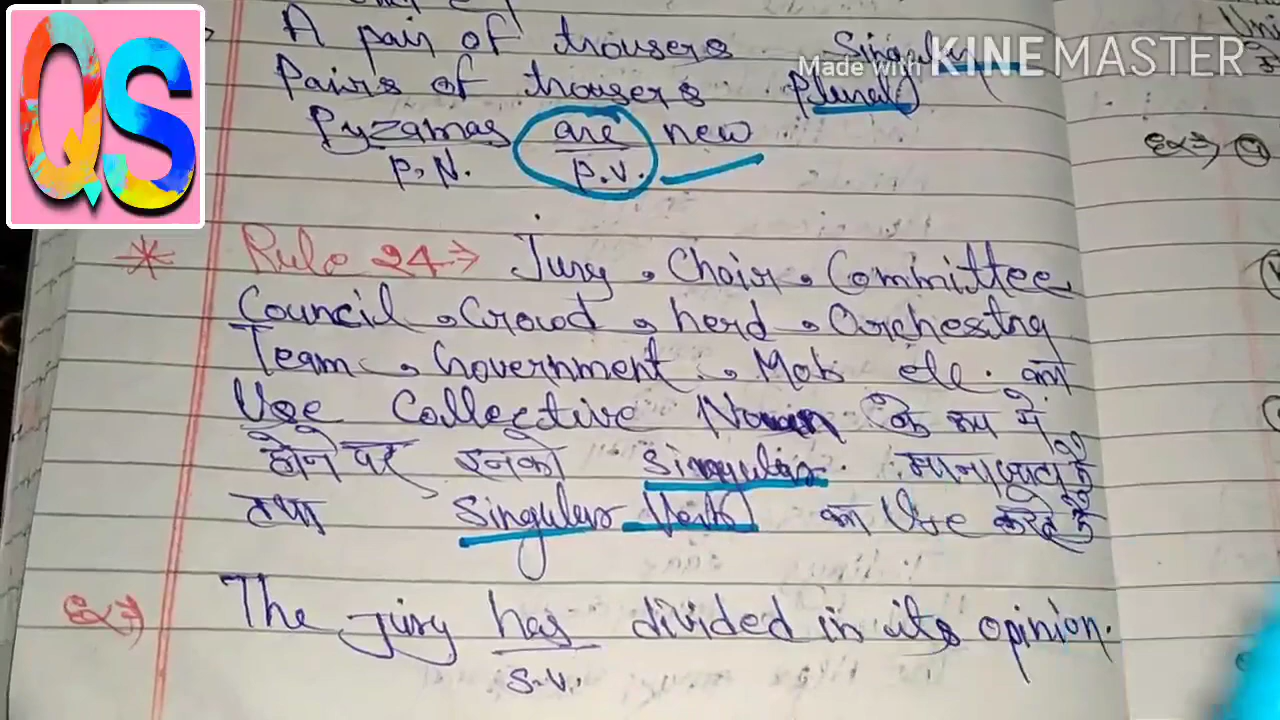 QS
Made with KINEMASTER
A pair of trousers Singular
Pairs of trousers Plural
Pyzamas are new
P.N. P.V.
Rule 24 → Jury, Choir, Committee,
Council, Crowd, herd, Orchestra
Team, Government, Mob etc. का
Use Collective Noun के रूप में
होने पर इनको Singular माना जाता है
तथा Singular Verb का Use करते हैं
Ex → The Jury has divided in its opinion.
S.V.
Ex →